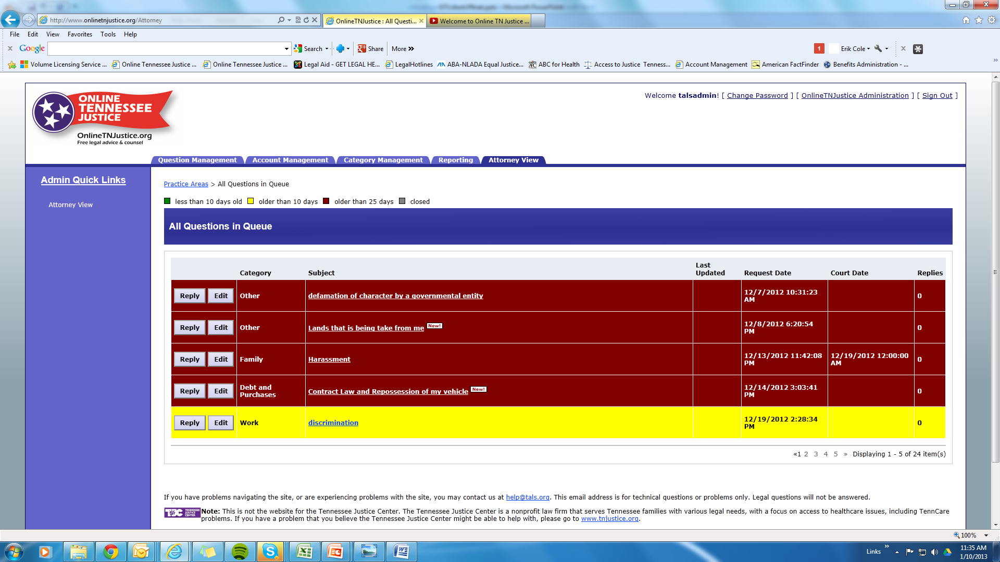 http://www.onlinetnjustice.org/Attorney
OnlineTNJustice : All Questi...
Welcome to Online TN Justice ...
File Edit View Favorites Tools Help
x Google Search Share More »
1 Erik Cole
Volume Licensing Service ... Online Tennessee Justice ... Online Tennessee Justice ... Legal Aid - GET LEGAL HE... LegalHotlines ABA-NLADA Equal Justice... ABC for Health Access to Justice Tenness... Account Management American FactFinder Benefits Administration - ...
ONLINE
TENNESSEE
JUSTICE
OnlineTNJustice.org
Free legal advice & counsel
Welcome talsadmin! [ Change Password ] [ OnlineTNJustice Administration ] [ Sign Out ]
Question Management Account Management Category Management Reporting Attorney View
Admin Quick Links
Attorney View
Practice Areas > All Questions in Queue
less than 10 days old older than 10 days older than 25 days closed
All Questions in Queue
Category Subject Last Updated Request Date Court Date Replies
Reply Edit Other defamation of character by a governmental entity 12/7/2012 10:31:23 AM 0
Reply Edit Other Lands that is being take from me New! 12/8/2012 6:20:54 PM 0
Reply Edit Family Harassment 12/13/2012 11:42:08 PM 12/19/2012 12:00:00 AM 0
Reply Edit Debt and Purchases Contract Law and Repossession of my vehicle New! 12/14/2012 3:03:41 PM 0
Reply Edit Work discrimination 12/19/2012 2:28:34 PM 0
«1 2 3 4 5 » Displaying 1 - 5 of 24 item(s)
If you have problems navigating the site, or are experiencing problems with the site, you may contact us at help@tals.org. This email address is for technical questions or problems only. Legal questions will not be answered.
TJC TENNESSEE JUSTICE CENTER Note: This is not the website for the Tennessee Justice Center. The Tennessee Justice Center is a nonprofit law firm that serves Tennessee families with various legal needs, with a focus on access to healthcare issues, including TennCare
problems. If you have a problem that you believe the Tennessee Justice Center might be able to help with, please go to www.tnjustice.org.
100%
Links »
11:35 AM
1/10/2013